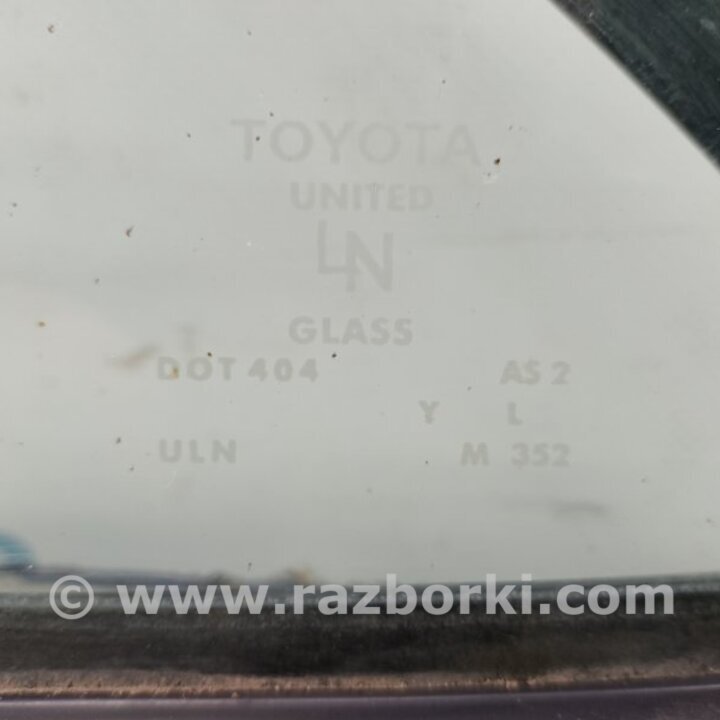 TOYOTA
UNITED
LN
GLASS
DOT 404 AS 2
Y L
ULN M 352
© www.razborki.com